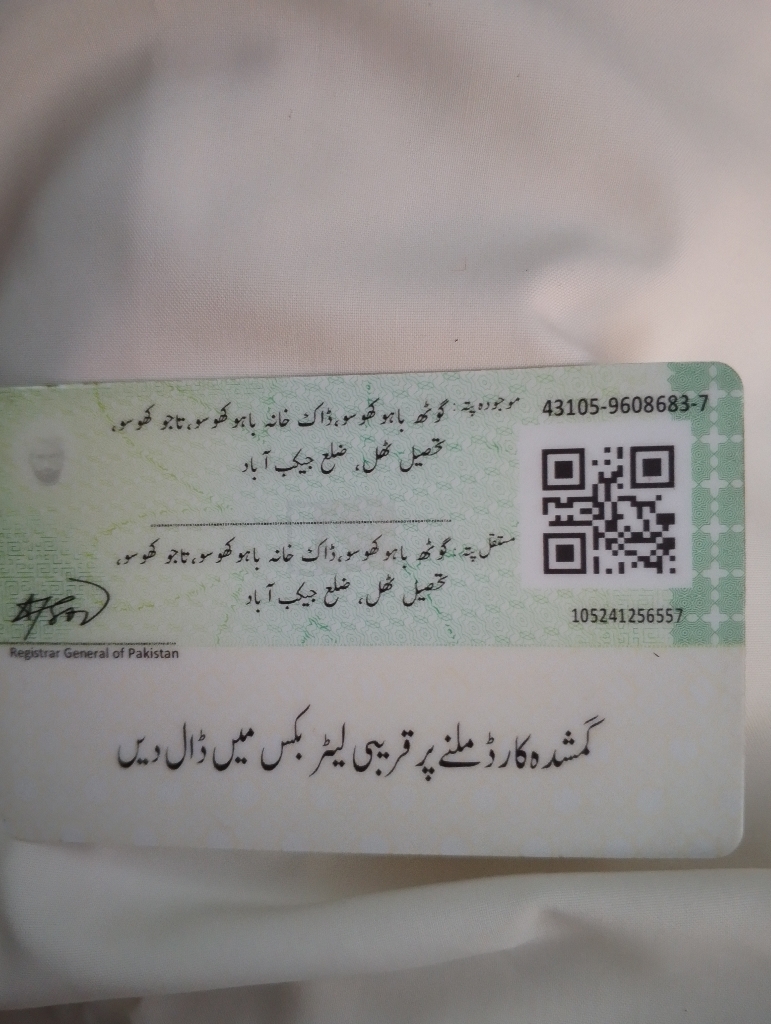 43105-9608683-7
موجودہ پتہ: گوٹھ باہو کھوسو، ڈاک خانہ باہو کھوسو، تاجو کھوسو،
تحصیل ٹھل، ضلع جیکب آباد
مستقل پتہ: گوٹھ باہو کھوسو، ڈاک خانہ باہو کھوسو، تاجو کھوسو،
تحصیل ٹھل، ضلع جیکب آباد
105241256557
Registrar General of Pakistan
گمشدہ کارڈ ملنے پر قریبی لیٹر بکس میں ڈال دیں